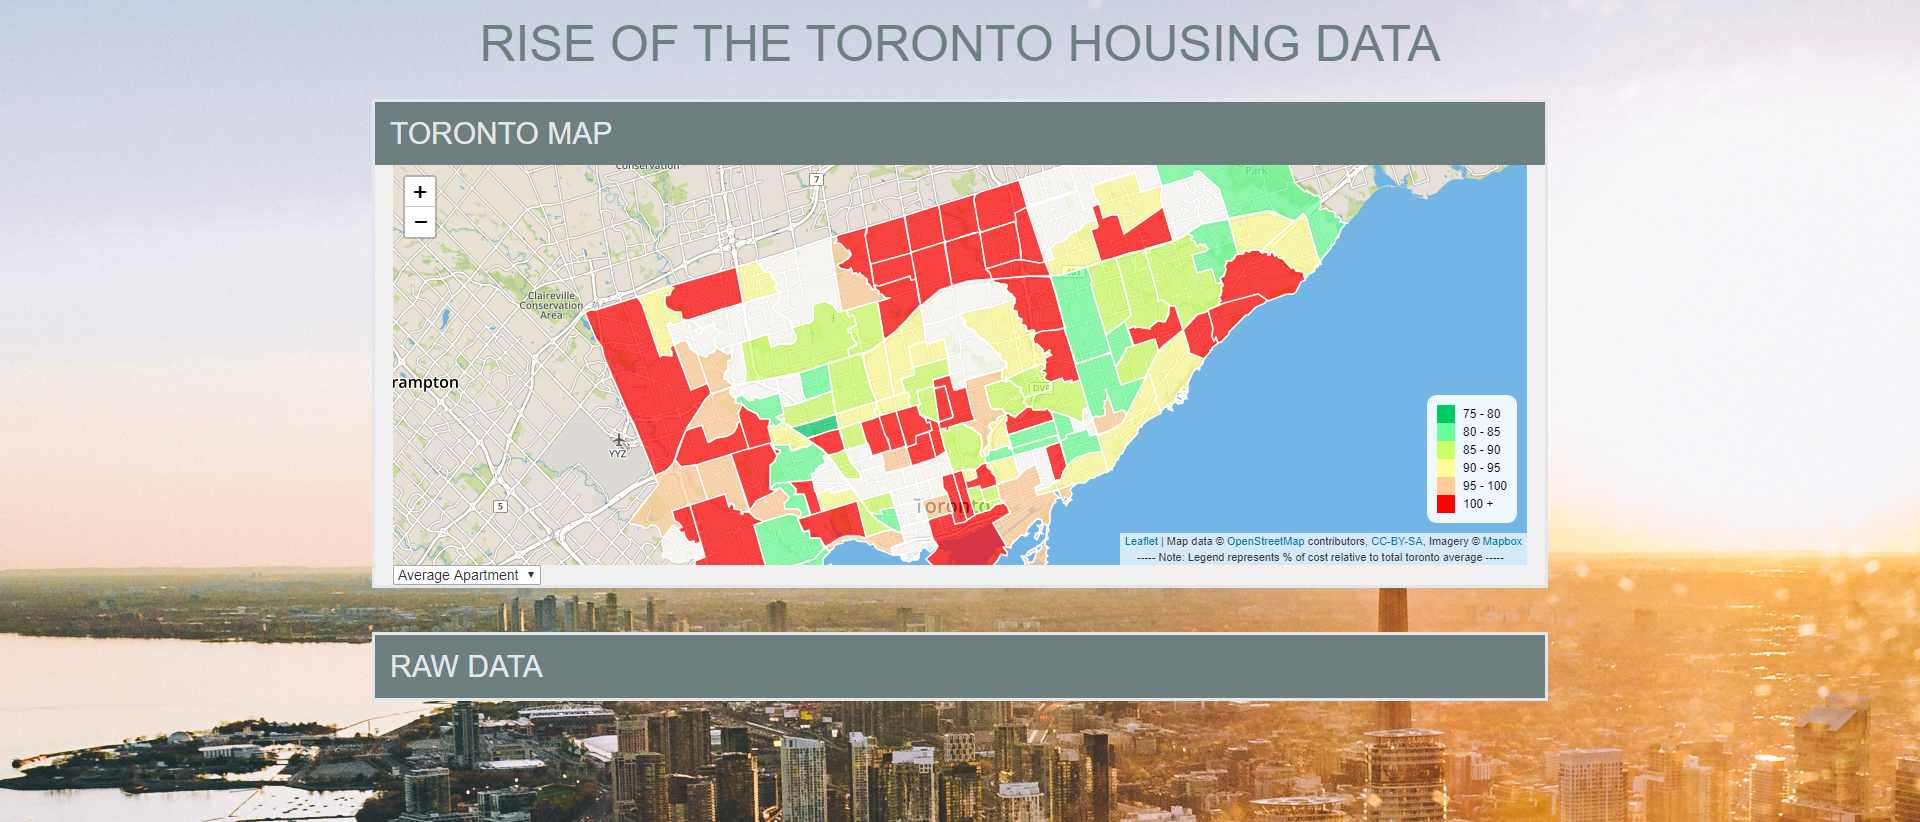 RISE OF THE TORONTO HOUSING DATA
TORONTO MAP
Conservation
7
Park
+
−
401
Claireville
Conservation
Area
rampton
DVP
YYZ
5
Toronto
75 - 80
80 - 85
85 - 90
90 - 95
95 - 100
100 +
Leaflet | Map data © OpenStreetMap contributors, CC-BY-SA, Imagery © Mapbox
----- Note: Legend represents % of cost relative to total toronto average -----
Average Apartment
RAW DATA